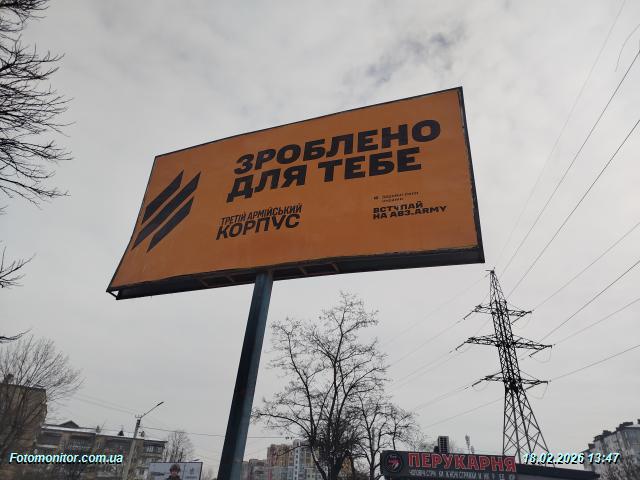 ЗРОБЛЕНО
ДЛЯ ТЕБЕ
ТРЕТІЙ АРМІЙСЬКИЙ
КОРПУС
ВСТУПАЙ
НА AB3.ARMY
ПЕРУКАРНЯ
Fotomonitor.com.ua
18.02.2026 13:47